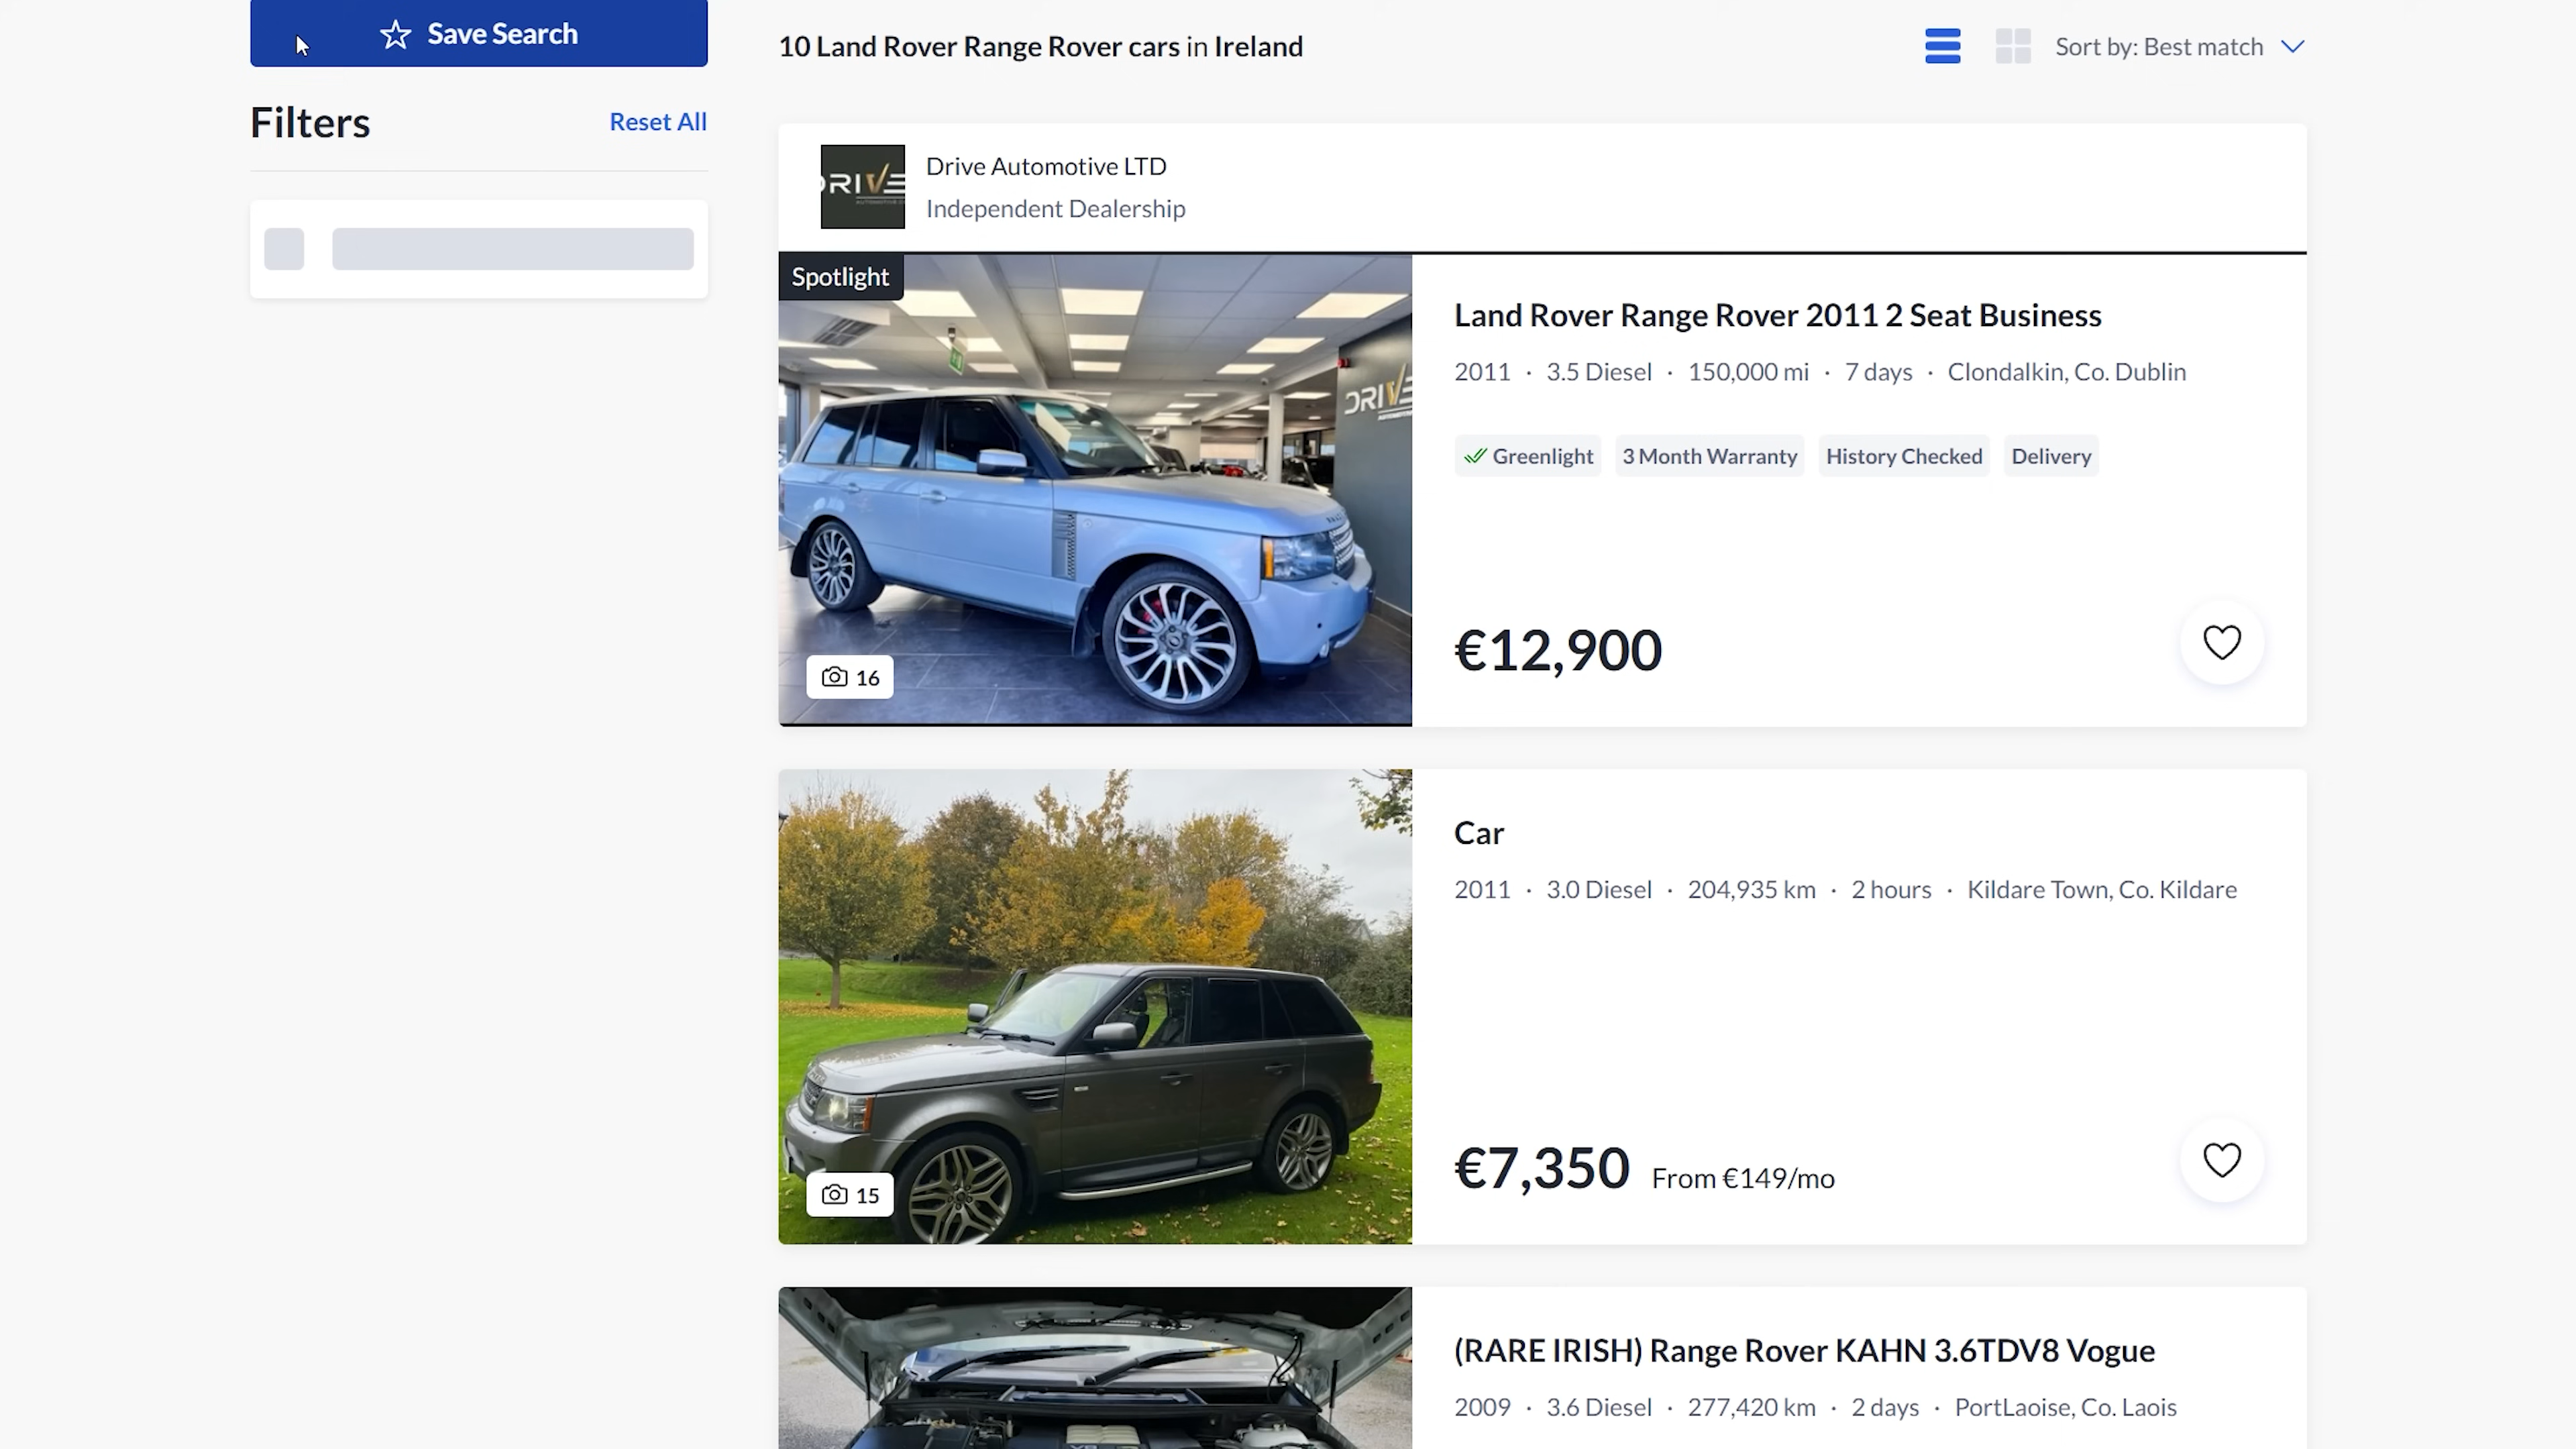 Save Search
10 Land Rover Range Rover cars in Ireland
Sort by: Best match
Filters
Reset All
DRIVE
Drive Automotive LTD
Independent Dealership
Spotlight
DRIVE
16
Land Rover Range Rover 2011 2 Seat Business
2011 · 3.5 Diesel · 150,000 mi · 7 days · Clondalkin, Co. Dublin
Greenlight
3 Month Warranty
History Checked
Delivery
€12,900
15
Car
2011 · 3.0 Diesel · 204,935 km · 2 hours · Kildare Town, Co. Kildare
€7,350 From €149/mo
(RARE IRISH) Range Rover KAHN 3.6TDV8 Vogue
2009 · 3.6 Diesel · 277,420 km · 2 days · PortLaoise, Co. Laois